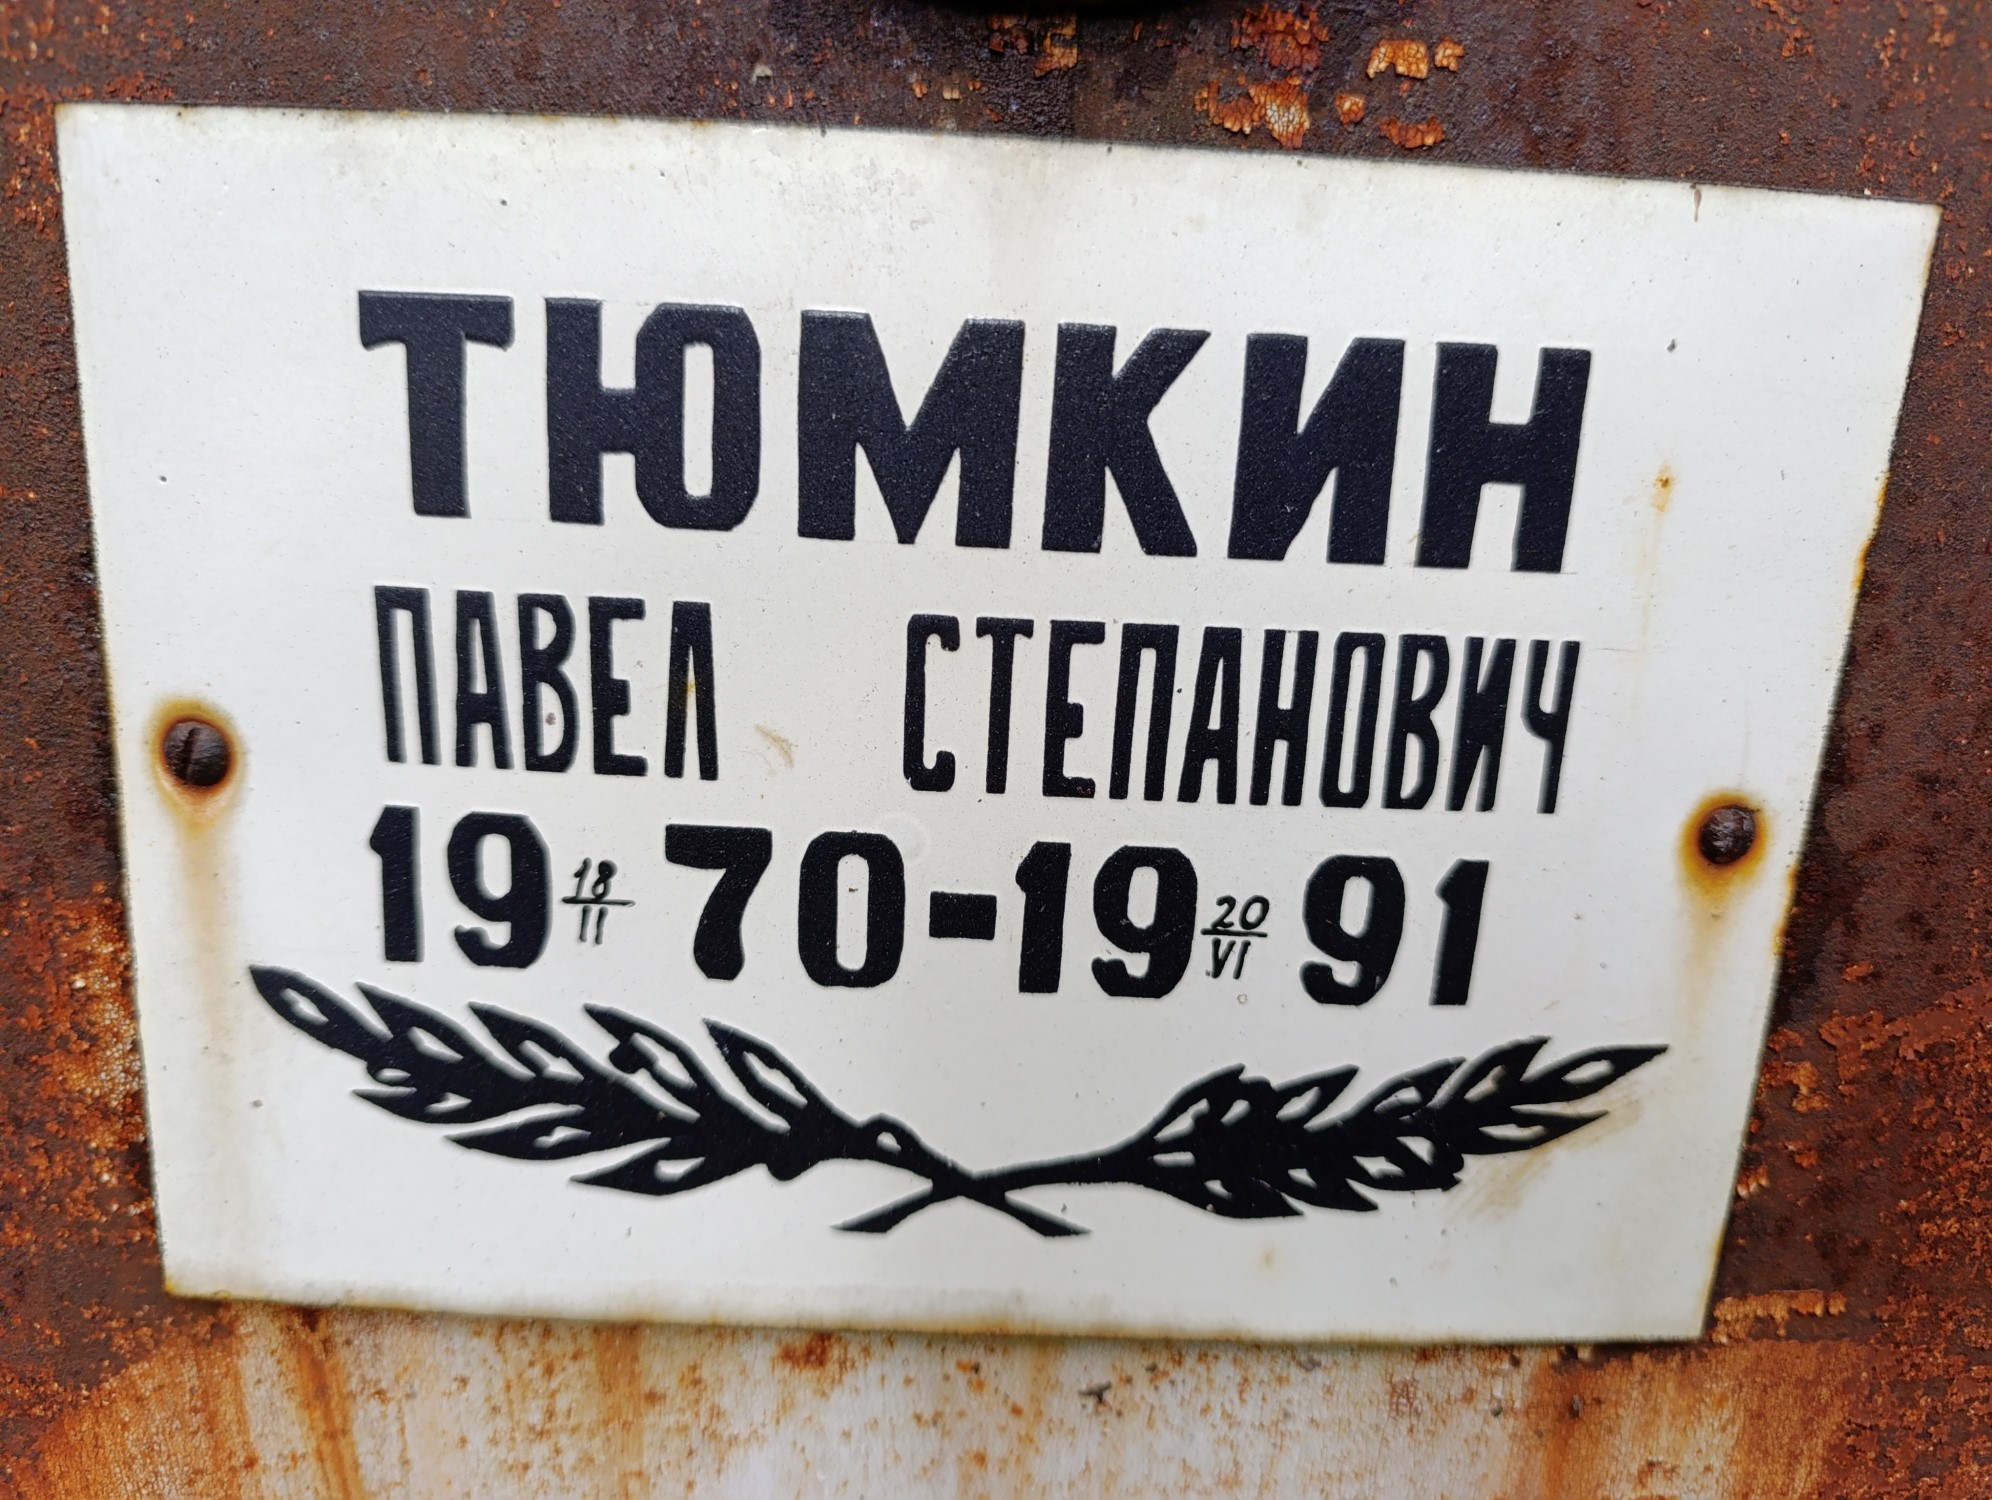 ТЮМКИН
ПАВЕЛ СТЕПАНОВИЧ
19 18/II 70-19 20/VI 91